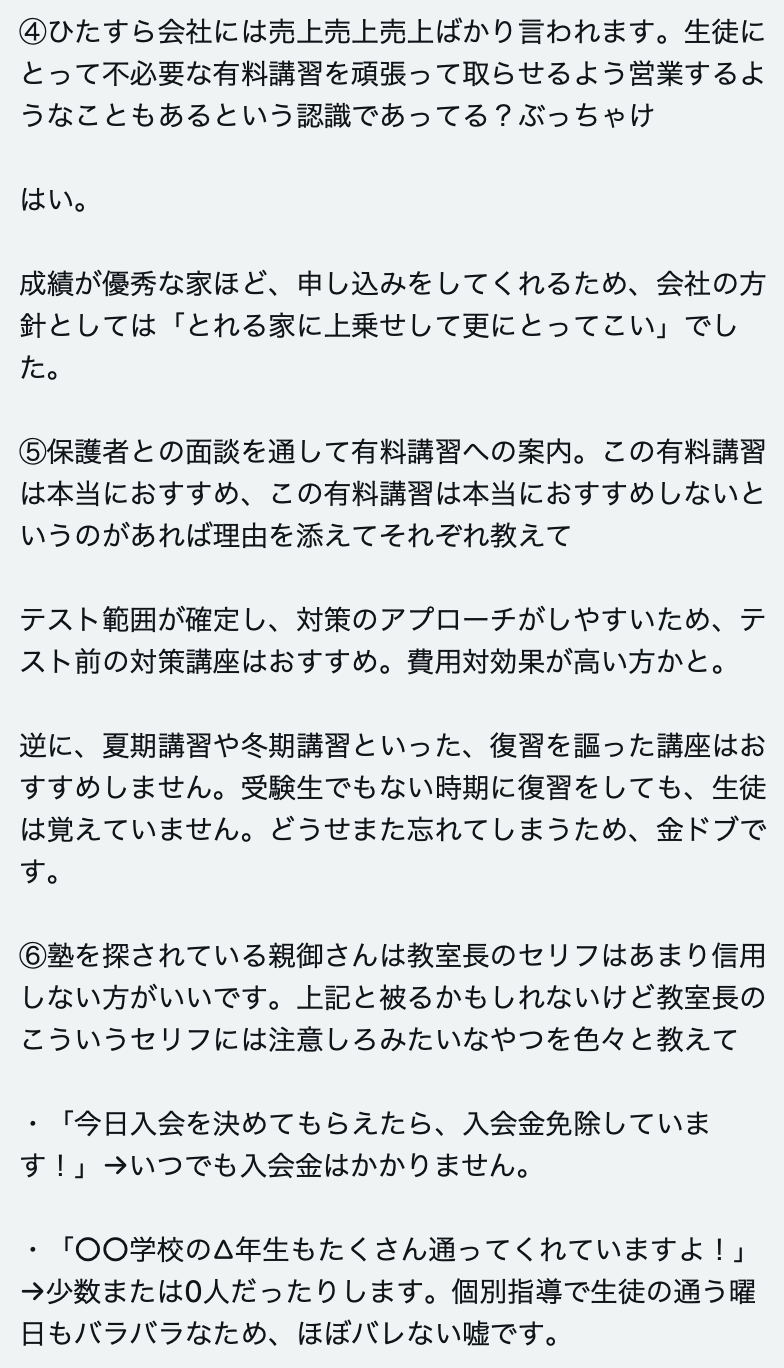 ④ひたすら会社には売上売上売上ばかり言われます。生徒に
とって不必要な有料講習を頑張って取らせるよう営業するよ
うなこともあるという認識であってる？ぶっちゃけ
はい。
成績が優秀な家ほど、申し込みをしてくれるため、会社の方
針としては「とれる家に上乗せして更にとってこい」でし
た。
⑤保護者との面談を通して有料講習への案内。この有料講習
は本当におすすめ、この有料講習は本当におすすめしないと
いうのがあれば理由を添えてそれぞれ教えて
テスト範囲が確定し、対策のアプローチがしやすいため、テ
スト前の対策講座はおすすめ。費用対効果が高い方かと。
逆に、夏期講習や冬期講習といった、復習を謳った講座はお
すすめしません。受験生でもない時期に復習をしても、生徒
は覚えていません。どうせまた忘れてしまうため、金ドブで
す。
⑥塾を探されている親御さんは教室長のセリフはあまり信用
しない方がいいです。上記と被るかもしれないけど教室長の
こういうセリフには注意しろみたいなやつを色々と教えて
・「今日入会を決めてもらえたら、入会金免除していま
す！」→いつでも入会金はかかりません。
・「〇〇学校の△年生もたくさん通ってくれていますよ！」
→少数または0人だったりします。個別指導で生徒の通う曜
日もバラバラなため、ほぼバレない嘘です。